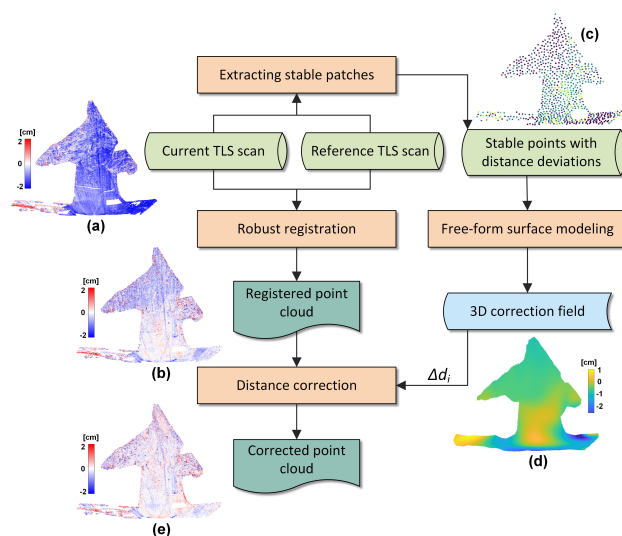 (c)
Extracting stable patches
[cm]
2
0
-2
Current TLS scan
Reference TLS scan
Stable points with
distance deviations
(a)
Robust registration
Free-form surface modeling
[cm]
2
0
-2
Registered point
cloud
3D correction field
(b)
Distance correction
Δdᵢ
[cm]
1
0
-1
-2
(d)
[cm]
2
0
-2
Corrected point
cloud
(e)